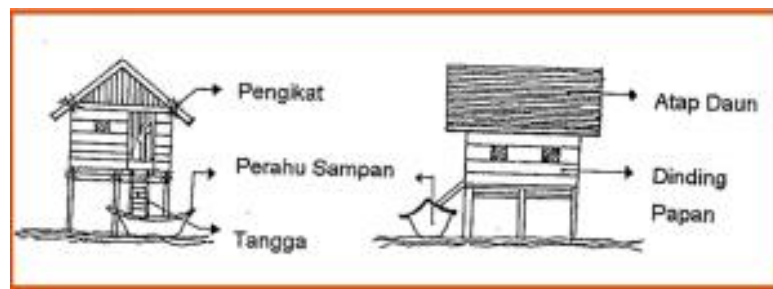 Pengikat
Perahu Sampan
Tangga
Atap Daun
Dinding
Papan